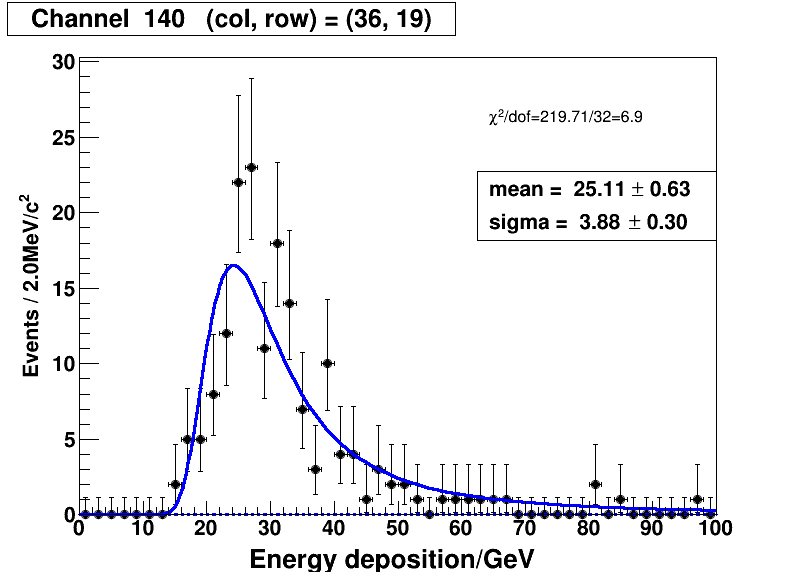 Channel 140 (col, row) = (36, 19)
30
25
20
15
10
5
0
Events / 2.0MeV/c²
χ²/dof=219.71/32=6.9
mean = 25.11 ± 0.63
sigma = 3.88 ± 0.30
0 10 20 30 40 50 60 70 80 90 100
Energy deposition/GeV